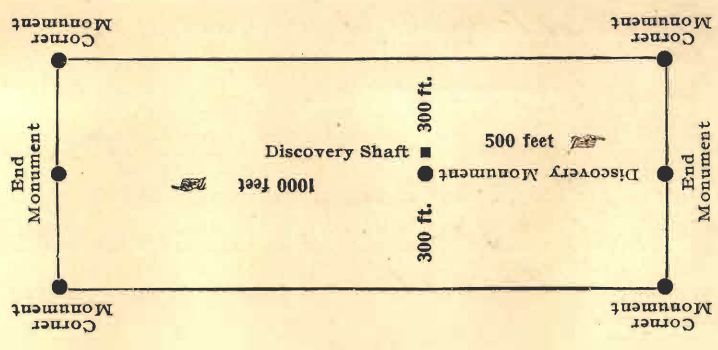 Corner
Monument
Corner
Monument
End
Monument
300 ft.
500 feet
Discovery Shaft
Discovery Monument
End
Monument
1000 feet
300 ft.
Corner
Monument
Corner
Monument